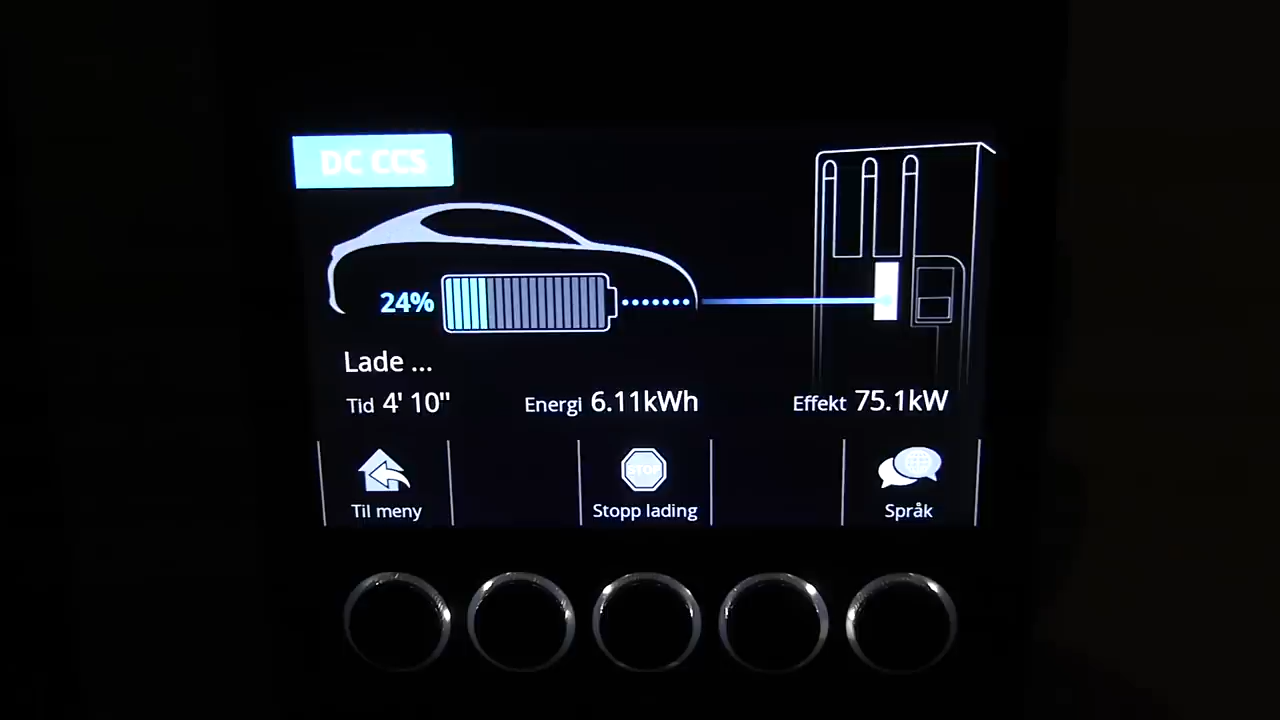 DC CCS
24%
Lade ...
Tid 4' 10" Energi 6.11kWh Effekt 75.1kW
STOP
Til meny Stopp lading Språk